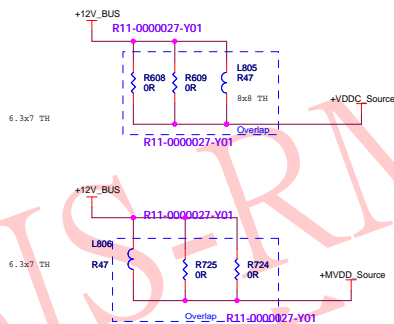 +12V_BUS
R11-0000027-Y01
R608
0R
R609
0R
L805
R47
8x8 TH
+VDDC_Source
6.3x7 TH
Overlap
R11-0000027-Y01
+12V_BUS
R11-0000027-Y01
L806
R47
6.3x7 TH
R725
0R
R724
0R
+MVDD_Source
Overlap
R11-0000027-Y01